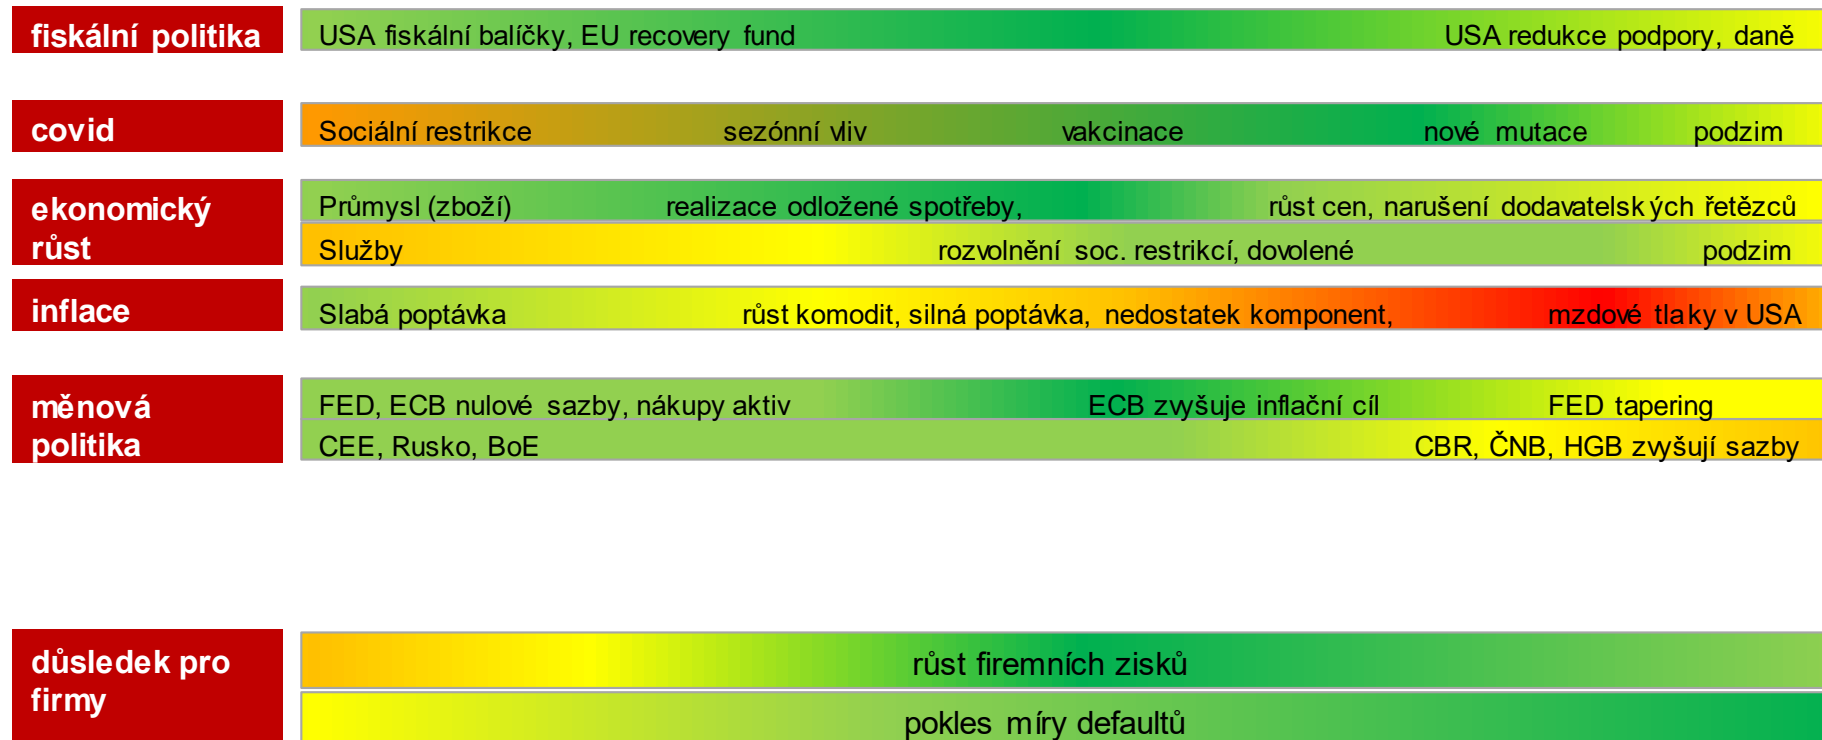 fiskální politika
USA fiskální balíčky, EU recovery fund
USA redukce podpory, daně
covid
Sociální restrikce
sezónní vliv
vakcinace
nové mutace
podzim
ekonomický
růst
Průmysl (zboží)
realizace odložené spotřeby,
růst cen, narušení dodavatelských řetězců
Služby
rozvolnění soc. restrikcí, dovolené
podzim
inflace
Slabá poptávka
růst komodit, silná poptávka, nedostatek komponent,
mzdové tlaky v USA
měnová
politika
FED, ECB nulové sazby, nákupy aktiv
ECB zvyšuje inflační cíl
FED tapering
CEE, Rusko, BoE
CBR, ČNB, HGB zvyšují sazby
důsledek pro
firmy
růst firemních zisků
pokles míry defaultů